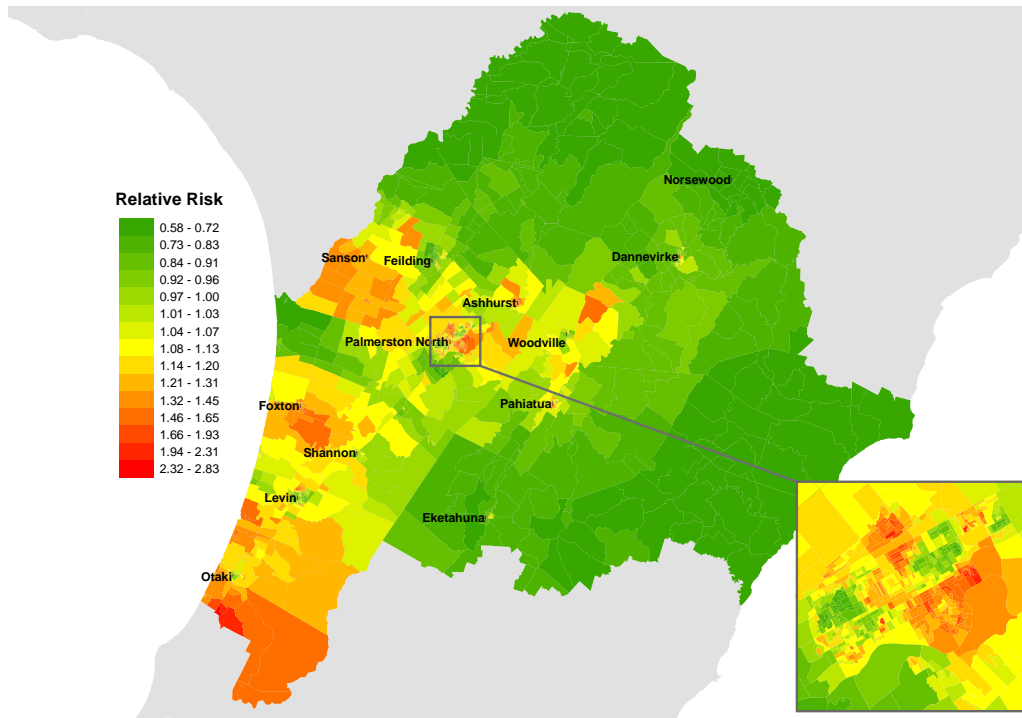 Norsewood
Relative Risk
0.58 - 0.72
0.73 - 0.83
0.84 - 0.91
0.92 - 0.96
0.97 - 1.00
1.01 - 1.03
1.04 - 1.07
1.08 - 1.13
1.14 - 1.20
1.21 - 1.31
1.32 - 1.45
1.46 - 1.65
1.66 - 1.93
1.94 - 2.31
2.32 - 2.83
Sanson
Feilding
Dannevirke
Ashhurst
Palmerston North
Woodville
Foxton
Pahiatua
Shannon
Levin
Eketahuna
Otaki